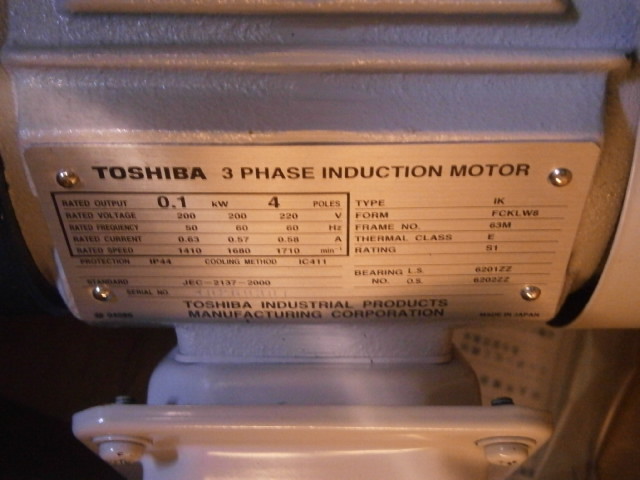 TOSHIBA 3 PHASE INDUCTION MOTOR
RATED OUTPUT 0.1 kW 4 POLES
RATED VOLTAGE 200 200 220 V
RATED FREQUENCY 50 60 60 Hz
RATED CURRENT 0.63 0.57 0.58 A
RATED SPEED 1410 1680 1710 min⁻¹
PROTECTION IP44 COOLING METHOD IC411
STANDARD JEC-2137-2000
SERIAL NO.
TYPE IK
FORM FCKLW8
FRAME NO. 63M
THERMAL CLASS E
RATING S1
BEARING L.S. 6201ZZ
NO. O.S. 6202ZZ
TOSHIBA INDUSTRIAL PRODUCTS
MANUFACTURING CORPORATION
MADE IN JAPAN